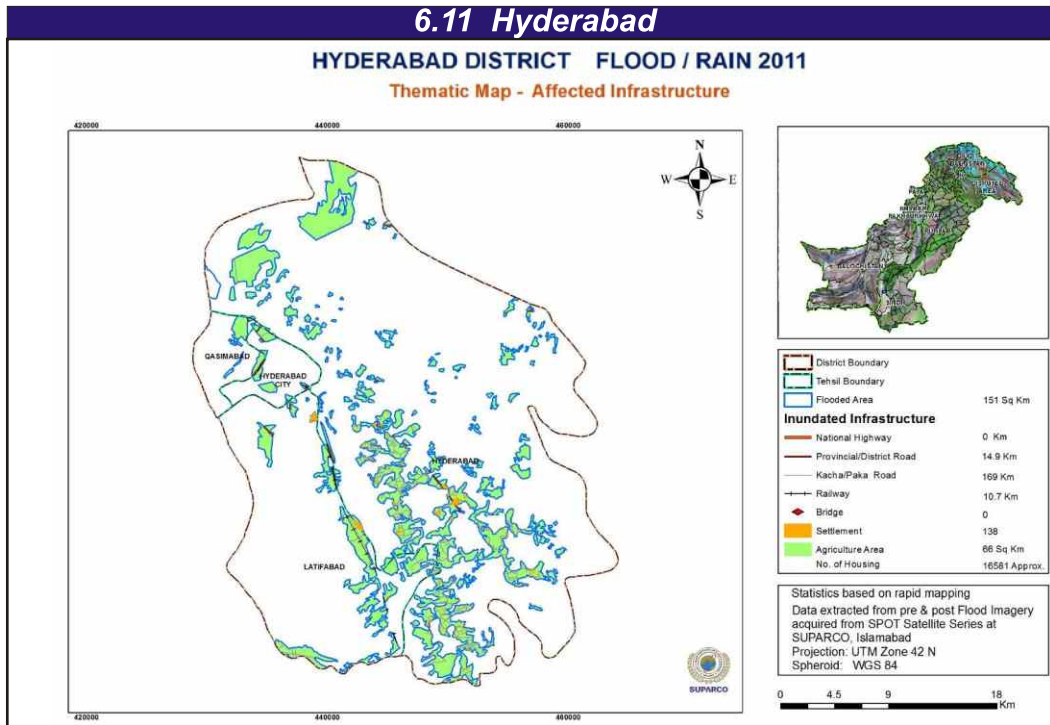 6.11 Hyderabad
HYDERABAD DISTRICT FLOOD / RAIN 2011
Thematic Map - Affected Infrastructure
420000 440000 460000
N
W E
S
QASIMABAD
HYDERABAD
CITY
HYDERABAD
LATIFABAD
SUPARCO
420000 440000 460000
BALOCHISTAN
District Boundary
Tehsil Boundary
Flooded Area 151 Sq Km
Inundated Infrastructure
National Highway 0 Km
Provincial/District Road 14.9 Km
Kacha/Paka Road 169 Km
Railway 10.7 Km
Bridge 0
Settlement 138
Agriculture Area 66 Sq Km
No. of Housing 16581 Approx.
Statistics based on rapid mapping
Data extracted from pre & post Flood Imagery
acquired from SPOT Satellite Series at
SUPARCO, Islamabad
Projection: UTM Zone 42 N
Spheroid: WGS 84
0 4.5 9 18
Km